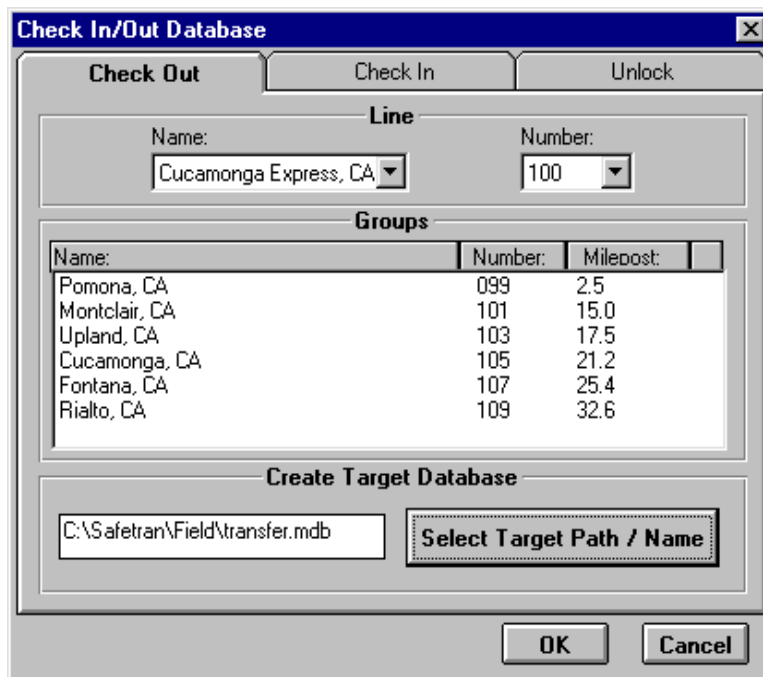 Check In/Out Database
Check Out Check In Unlock
Line
Name: Number:
Cucamonga Express, CA 100
Groups
Name: Number: Milepost:
Pomona, CA 099 2.5
Montclair, CA 101 15.0
Upland, CA 103 17.5
Cucamonga, CA 105 21.2
Fontana, CA 107 25.4
Rialto, CA 109 32.6
Create Target Database
C:\Safetran\Field\transfer.mdb Select Target Path / Name
OK Cancel